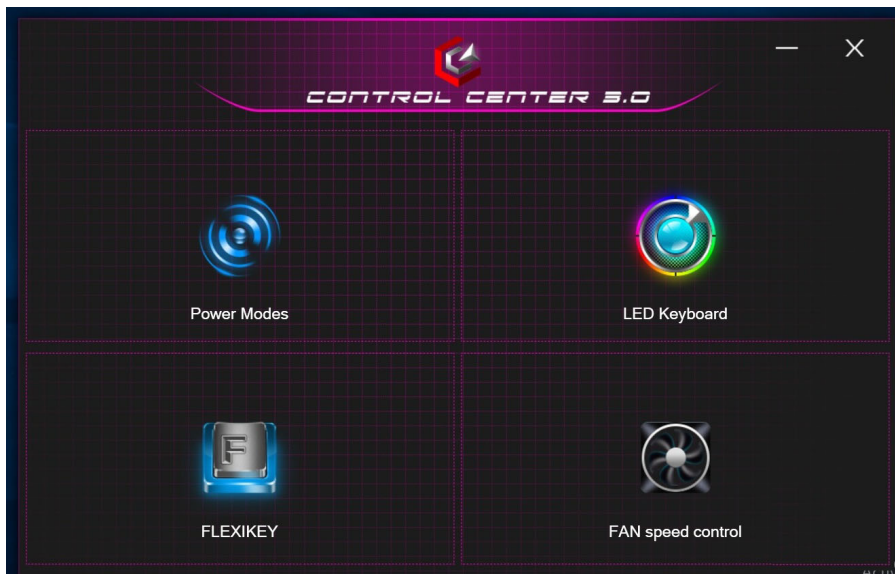 CONTROL CENTER 3.0
Power Modes
LED Keyboard
F
FLEXIKEY
FAN speed control